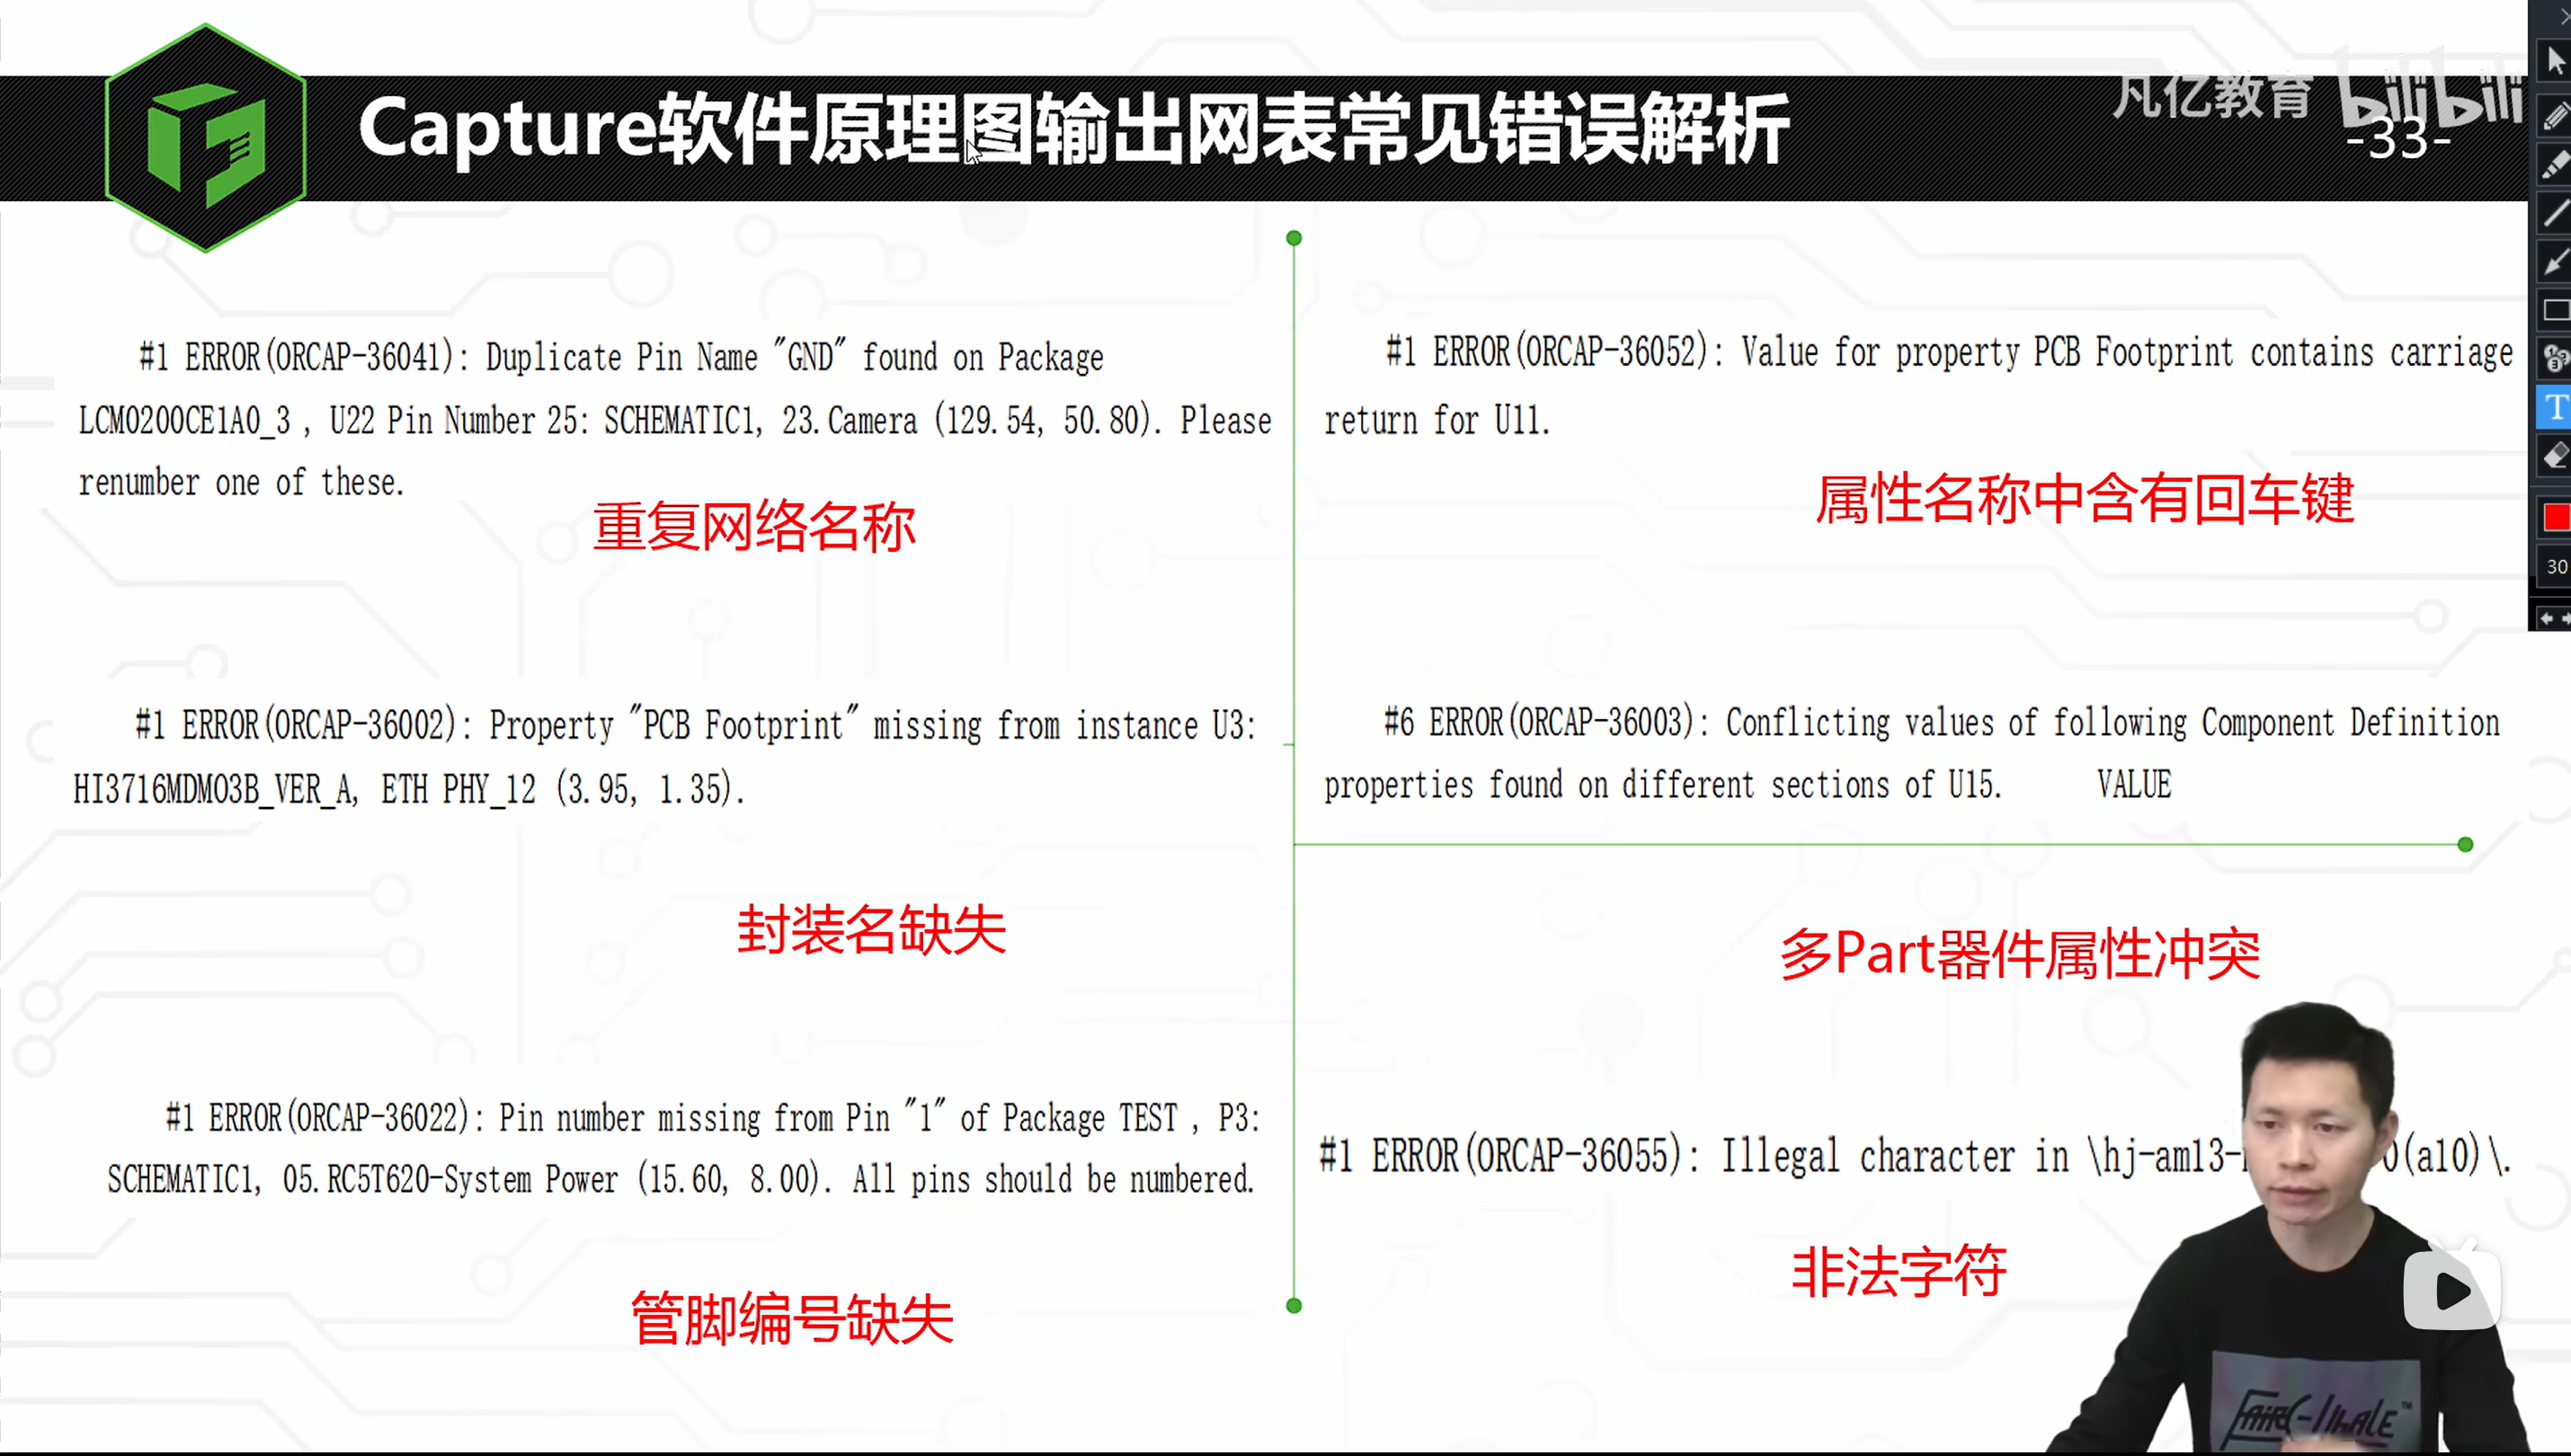 Capture软件原理图输出网表常见错误解析
凡亿教育 bilibili
-33-
#1 ERROR(ORCAP-36041): Duplicate Pin Name "GND" found on Package
LCM0200CE1A0_3 , U22 Pin Number 25: SCHEMATIC1, 23.Camera (129.54, 50.80). Please
renumber one of these.
重复网络名称
#1 ERROR(ORCAP-36002): Property "PCB Footprint" missing from instance U3:
HI3716MDMO3B_VER_A, ETH PHY_12 (3.95, 1.35).
封装名缺失
#1 ERROR(ORCAP-36022): Pin number missing from Pin "1" of Package TEST , P3:
SCHEMATIC1, 05.RC5T620-System Power (15.60, 8.00). All pins should be numbered.
管脚编号缺失
#1 ERROR(ORCAP-36052): Value for property PCB Footprint contains carriage
return for U11.
属性名称中含有回车键
#6 ERROR(ORCAP-36003): Conflicting values of following Component Definition
properties found on different sections of U15. VALUE
多Part器件属性冲突
#1 ERROR(ORCAP-36055): Illegal character in \hj-am13- 0(a10)\.
非法字符
T
30